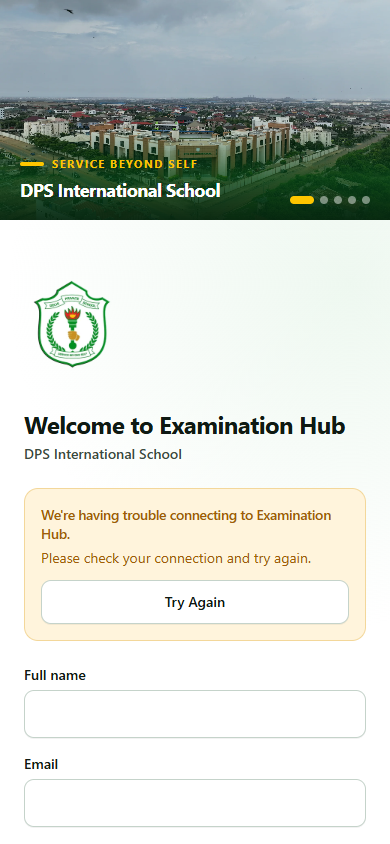 SERVICE BEYOND SELF
DPS International School
Welcome to Examination Hub
DPS International School
We're having trouble connecting to Examination
Hub.
Please check your connection and try again.
Try Again
Full name
Email